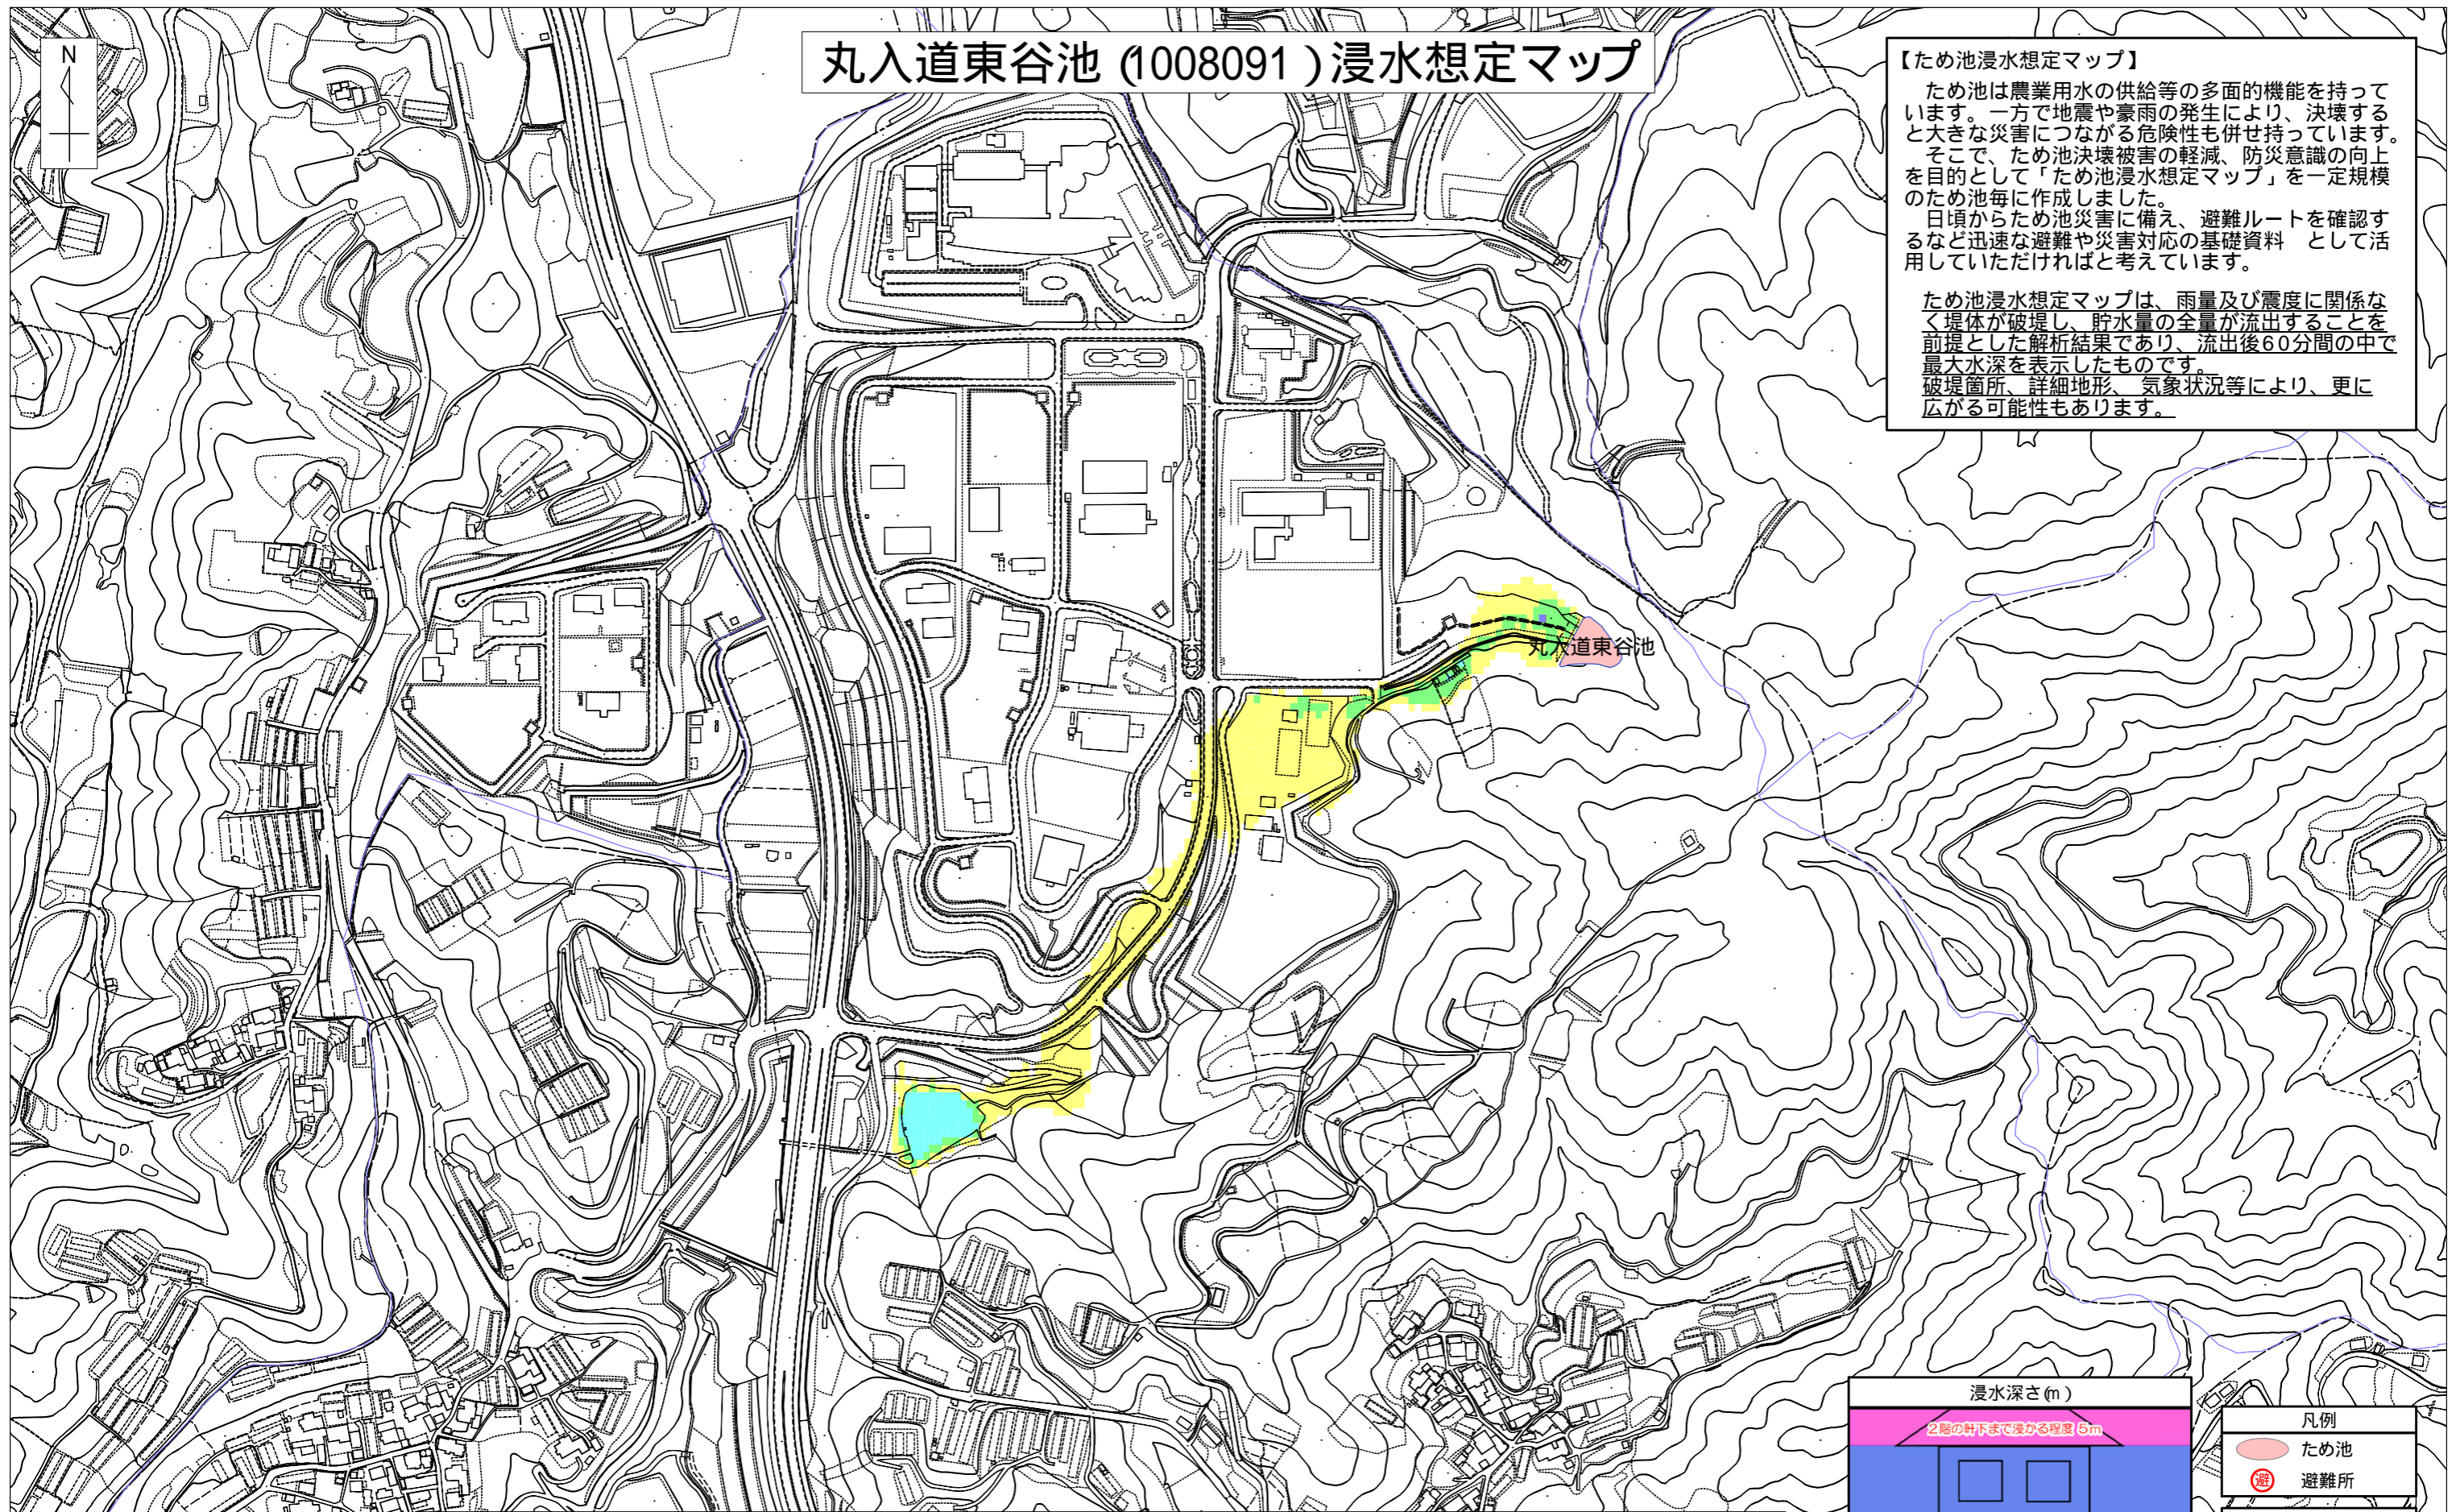 丸入道東谷池（1008091）浸水想定マップ
N
【ため池浸水想定マップ】
ため池は農業用水の供給等の多面的機能を持って
います。一方で地震や豪雨の発生により、決壊する
と大きな災害につながる危険性も併せ持っています。
そこで、ため池決壊被害の軽減、防災意識の向上
を目的として「ため池浸水想定マップ」を一定規模
のため池毎に作成しました。
日頃からため池災害に備え、避難ルートを確認す
るなど迅速な避難や災害対応の基礎資料　として活
用していただければと考えています。
ため池浸水想定マップは、雨量及び震度に関係な
く堤体が破堤し、貯水量の全量が流出することを
前提とした解析結果であり、流出後60分間の中で
最大水深を表示したものです。
破堤箇所、詳細地形、気象状況等により、更に
広がる可能性もあります。
丸入道東谷池
浸水深さ（m）
2階の軒下まで浸かる程度 5m
凡例
ため池
避 避難所